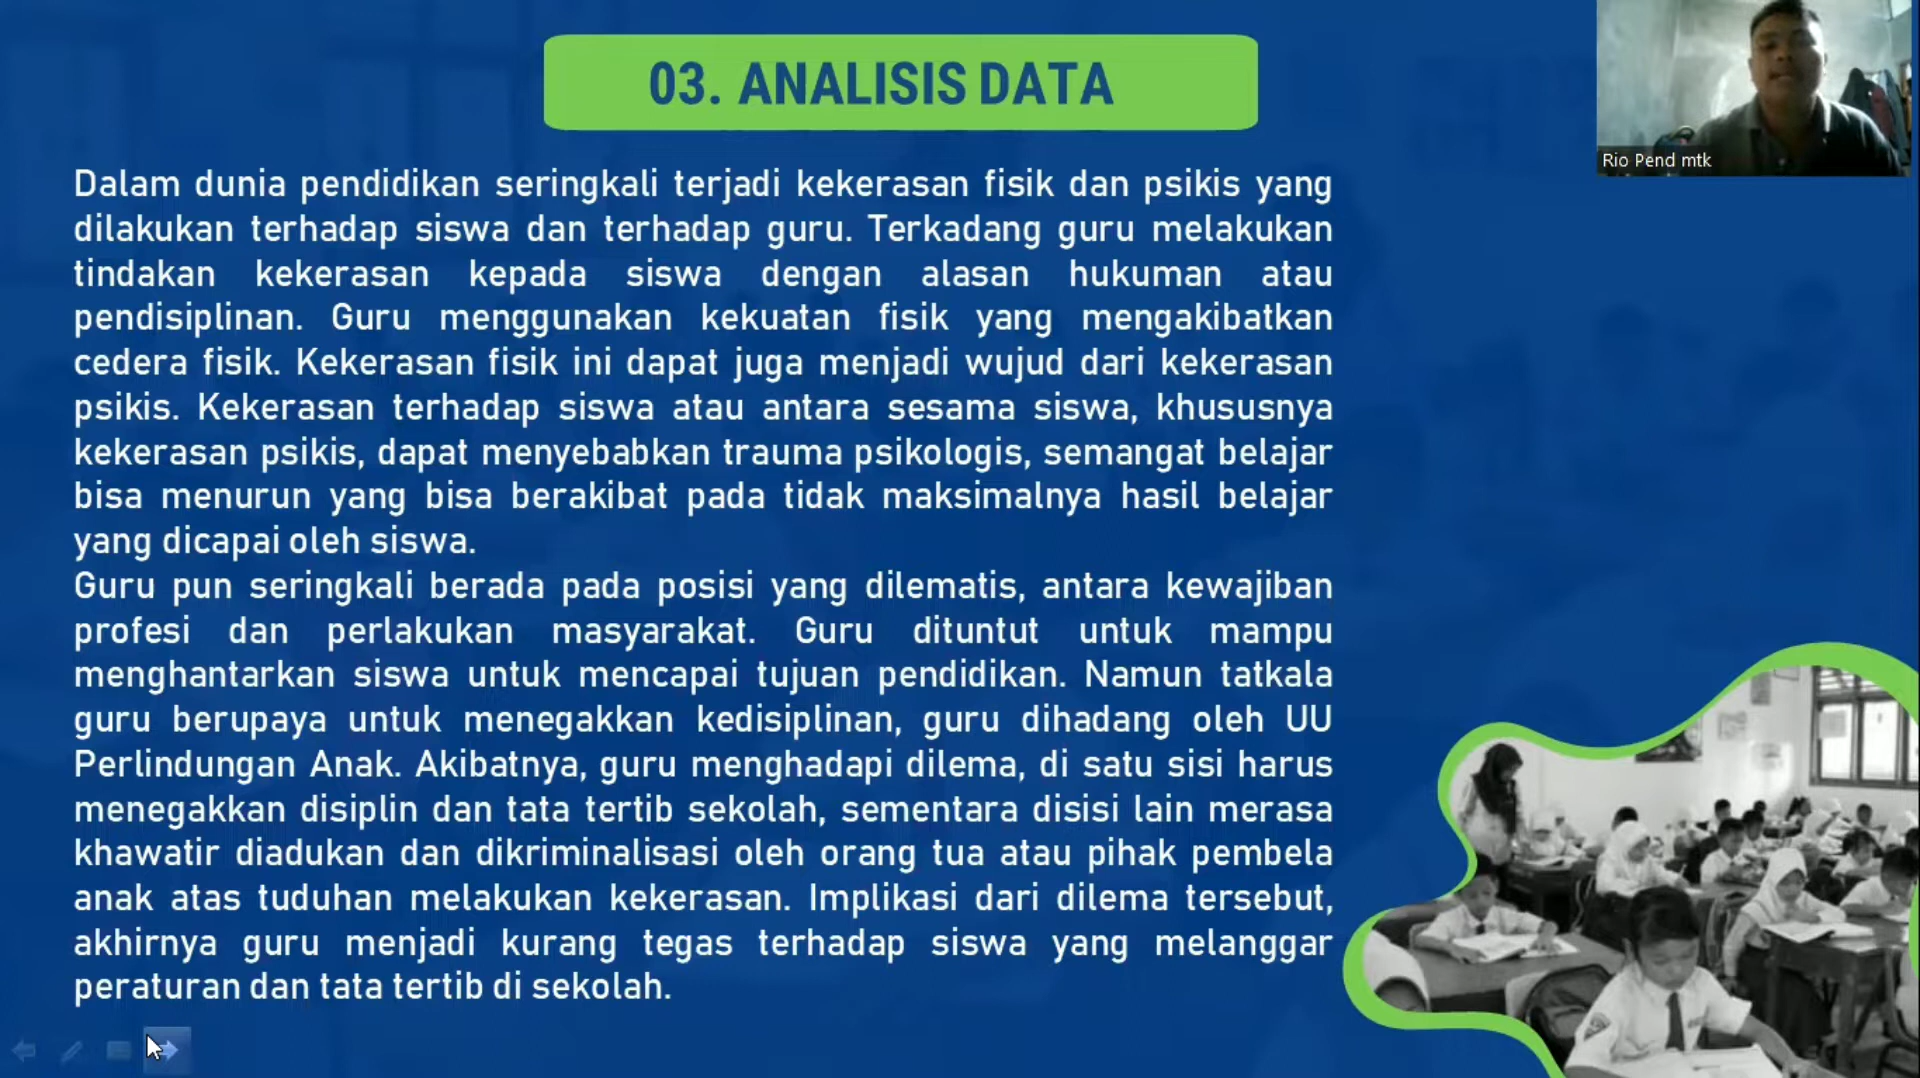 03. ANALISIS DATA
Rio Pend mtk
Dalam dunia pendidikan seringkali terjadi kekerasan fisik dan psikis yang
dilakukan terhadap siswa dan terhadap guru. Terkadang guru melakukan
tindakan kekerasan kepada siswa dengan alasan hukuman atau
pendisiplinan. Guru menggunakan kekuatan fisik yang mengakibatkan
cedera fisik. Kekerasan fisik ini dapat juga menjadi wujud dari kekerasan
psikis. Kekerasan terhadap siswa atau antara sesama siswa, khususnya
kekerasan psikis, dapat menyebabkan trauma psikologis, semangat belajar
bisa menurun yang bisa berakibat pada tidak maksimalnya hasil belajar
yang dicapai oleh siswa.
Guru pun seringkali berada pada posisi yang dilematis, antara kewajiban
profesi dan perlakukan masyarakat. Guru dituntut untuk mampu
menghantarkan siswa untuk mencapai tujuan pendidikan. Namun tatkala
guru berupaya untuk menegakkan kedisiplinan, guru dihadang oleh UU
Perlindungan Anak. Akibatnya, guru menghadapi dilema, di satu sisi harus
menegakkan disiplin dan tata tertib sekolah, sementara disisi lain merasa
khawatir diadukan dan dikriminalisasi oleh orang tua atau pihak pembela
anak atas tuduhan melakukan kekerasan. Implikasi dari dilema tersebut,
akhirnya guru menjadi kurang tegas terhadap siswa yang melanggar
peraturan dan tata tertib di sekolah.